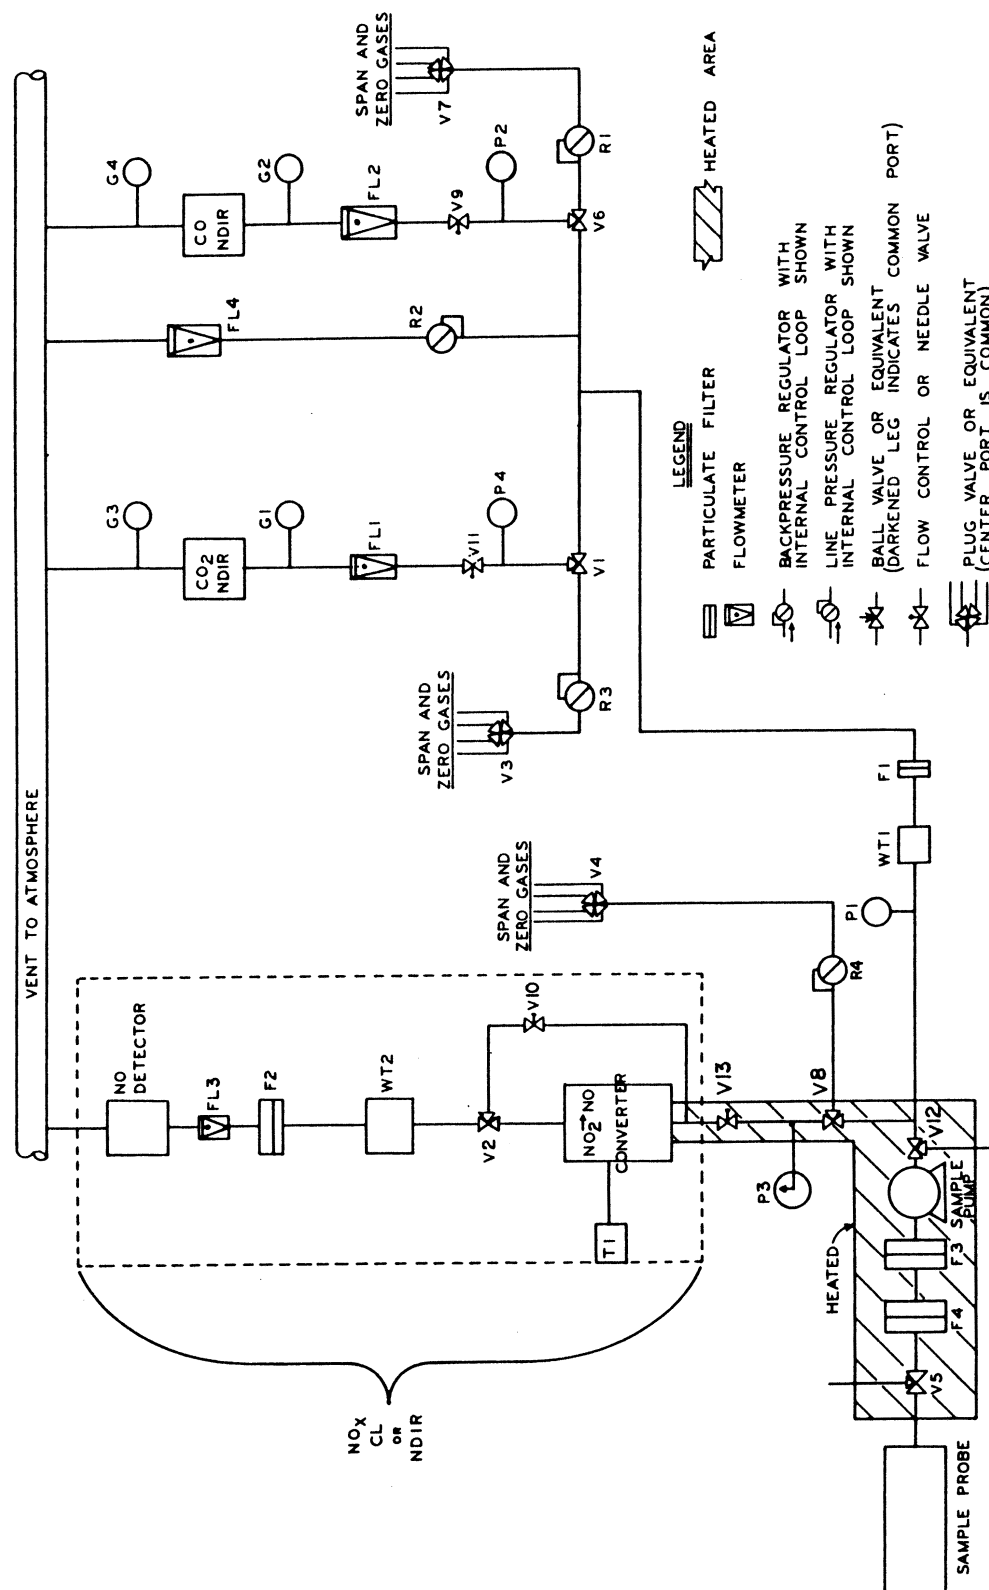 VENT TO ATMOSPHERE
NO
DETECTOR
FL3
F2
WT2
V2
V10
NO2→NO
CONVERTER
T1
NOX
CL
OR
NDIR
V13
P3
V8
V12
HEATED
SAMPLE
PUMP
F3
F4
V5
SAMPLE PROBE
SPAN AND
ZERO GASES
V4
R4
P1
WT1
F1
SPAN AND
ZERO GASES
V3
R3
G3
CO2
NDIR
G1
FL1
V11
P4
V1
FL4
R2
G4
CO
NDIR
G2
FL2
V9
P2
V6
SPAN AND
ZERO GASES
V7
R1
LEGEND
PARTICULATE FILTER
FLOWMETER
HEATED AREA
BACKPRESSURE REGULATOR WITH
INTERNAL CONTROL LOOP SHOWN
LINE PRESSURE REGULATOR WITH
INTERNAL CONTROL LOOP SHOWN
BALL VALVE OR EQUIVALENT
(DARKENED LEG INDICATES COMMON PORT)
FLOW CONTROL OR NEEDLE VALVE
PLUG VALVE OR EQUIVALENT
(CENTER PORT IS COMMON)